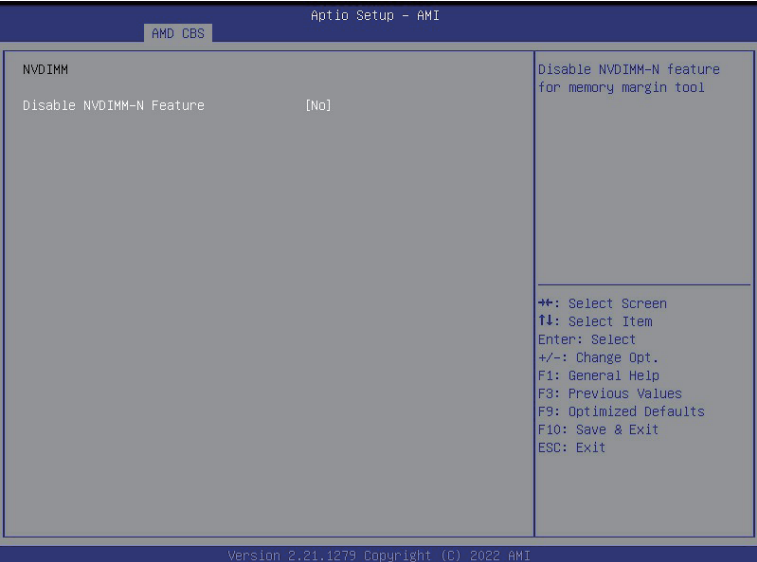 Aptio Setup – AMI
AMD CBS
NVDIMM
Disable NVDIMM-N Feature [No]
Disable NVDIMM-N feature
for memory margin tool
→←: Select Screen
↑↓: Select Item
Enter: Select
+/-: Change Opt.
F1: General Help
F3: Previous Values
F9: Optimized Defaults
F10: Save & Exit
ESC: Exit
Version 2.21.1279 Copyright (C) 2022 AMI